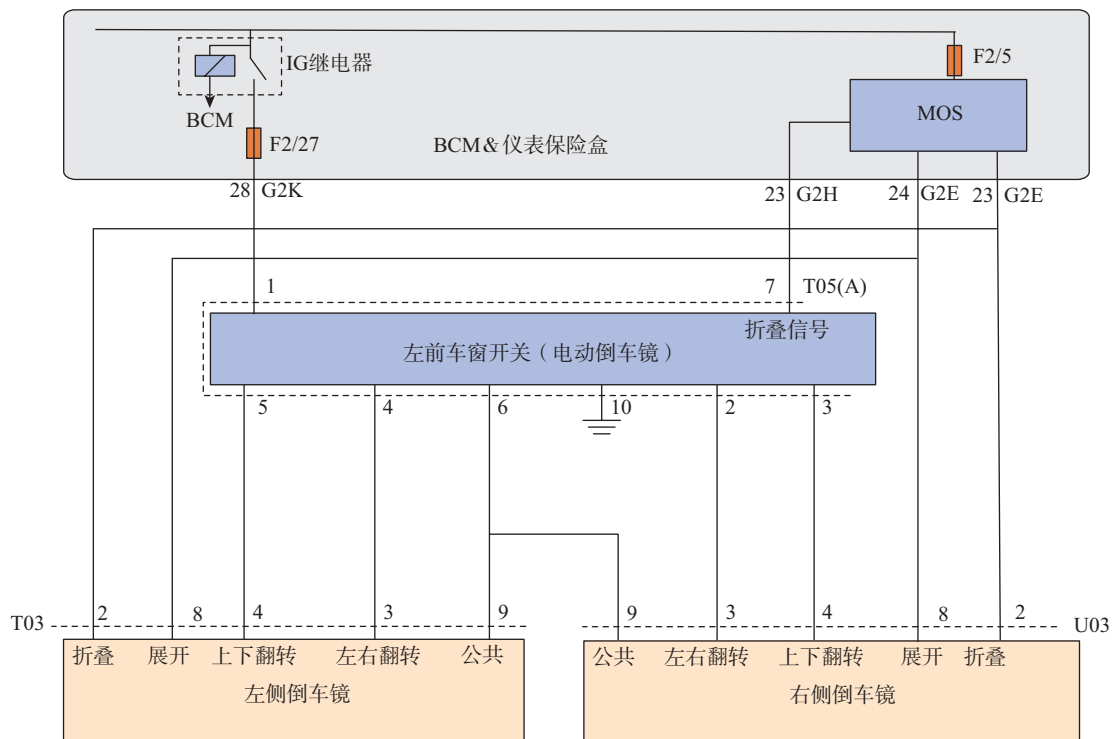 IG继电器
F2/5
BCM
MOS
F2/27
BCM&仪表保险盒
28 G2K
23 G2H
24 G2E
23 G2E
1
7
T05(A)
折叠信号
左前车窗开关（电动倒车镜）
5
4
6
10
2
3
T03
2
8
4
3
9
9
3
4
8
2
U03
折叠
展开
上下翻转
左右翻转
公共
公共
左右翻转
上下翻转
展开
折叠
左侧倒车镜
右侧倒车镜